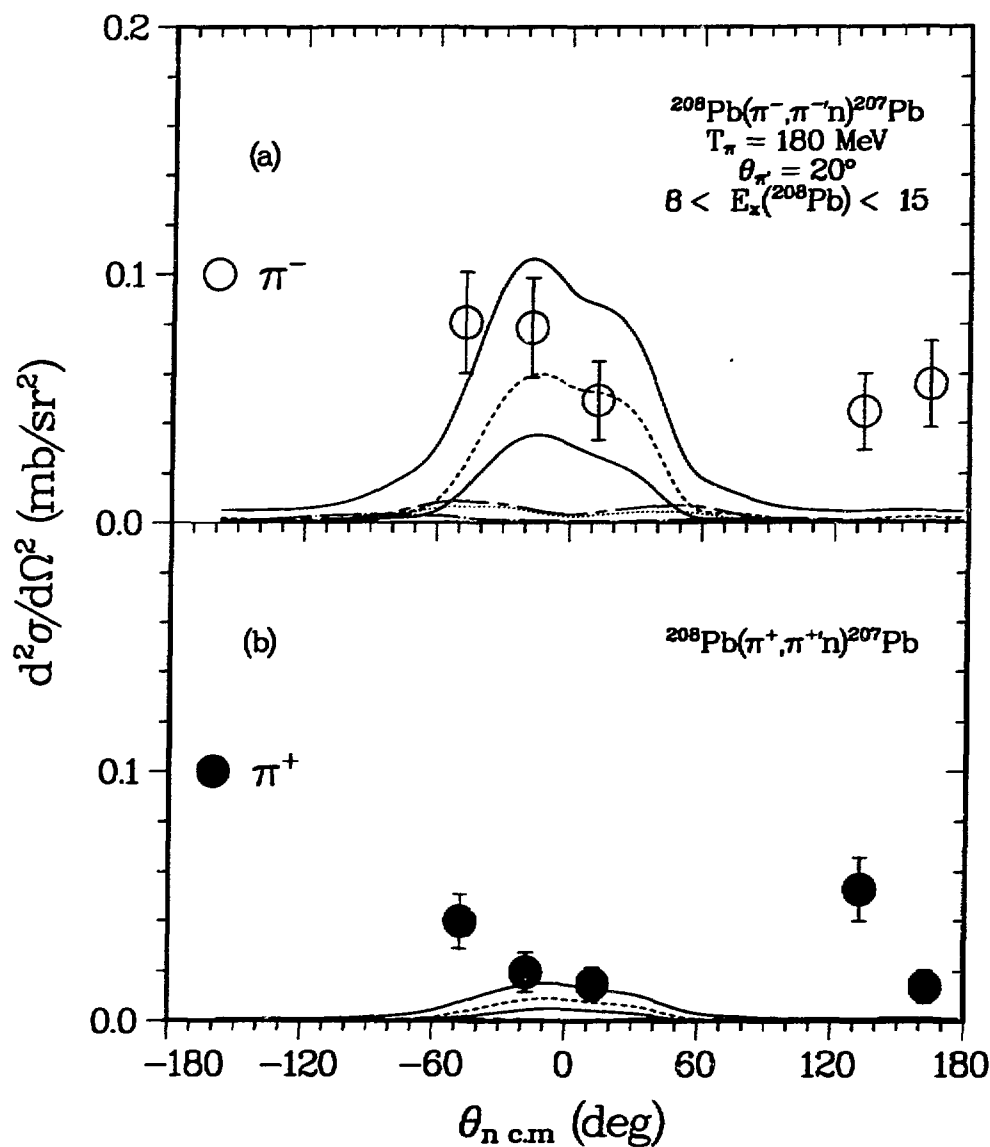 0.2
²⁰⁸Pb(π⁻,π⁻'n)²⁰⁷Pb
T_π = 180 MeV
(a)
θ_π' = 20°
8 < E_x(²⁰⁸Pb) < 15
0.1
π⁻
d²σ/dΩ² (mb/sr²)
0.0
(b)
²⁰⁸Pb(π⁺,π⁺'n)²⁰⁷Pb
0.1
π⁺
0.0
−180 −120 −60 0 60 120 180
θ_n c.m (deg)